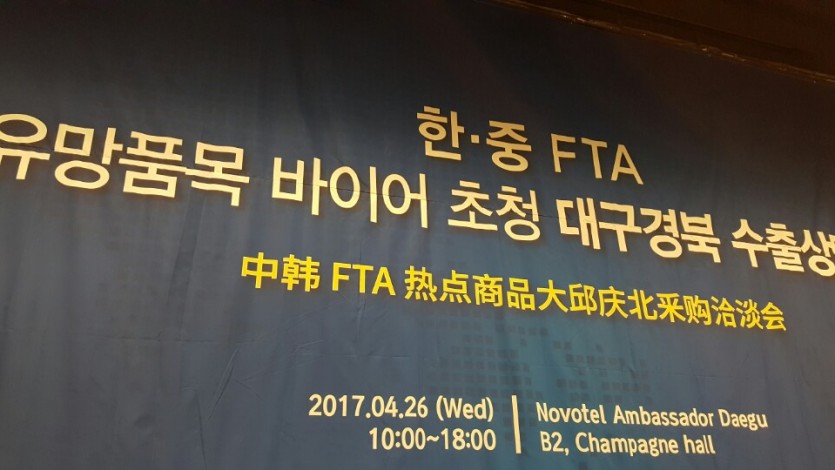 한·중 FTA
유망품목 바이어 초청 대구경북 수출상
中韩 FTA 热点商品大邱庆北釆购洽淡会
2017.04.26 (Wed)
10:00~18:00
Novotel Ambassador Daegu
B2, Champagne hall